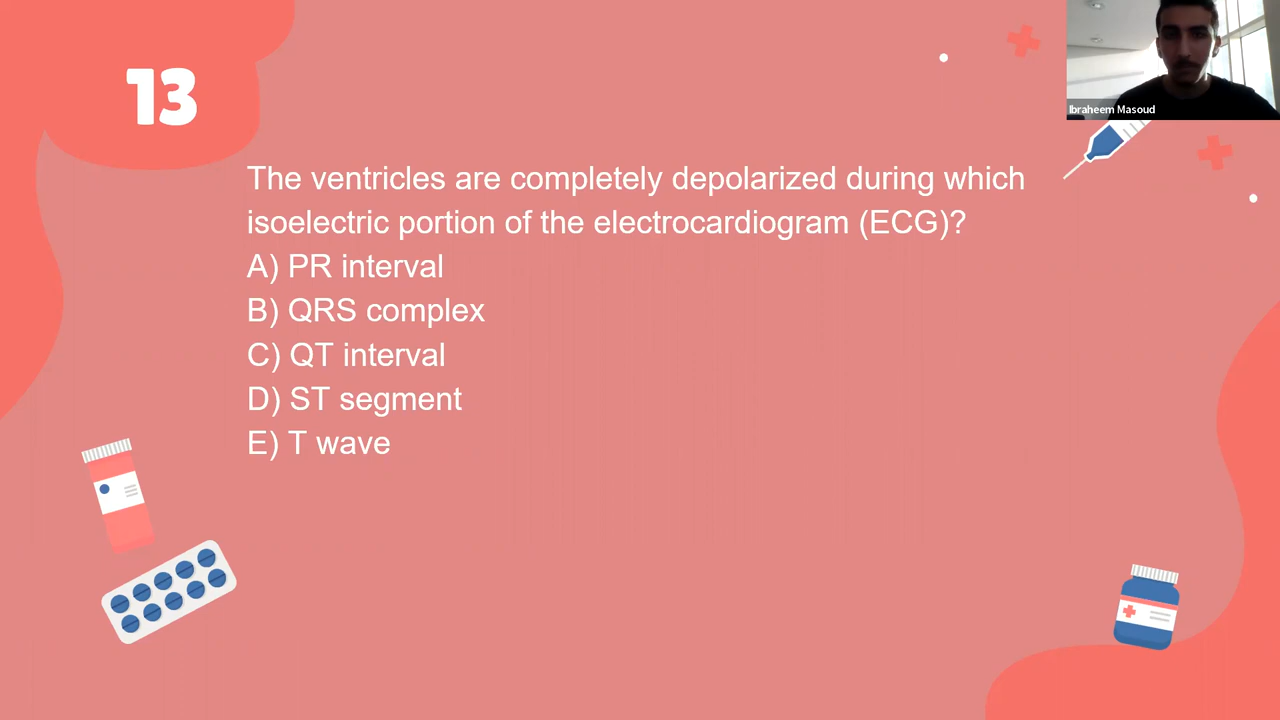 13
Ibraheem Masoud
The ventricles are completely depolarized during which
isoelectric portion of the electrocardiogram (ECG)?
A) PR interval
B) QRS complex
C) QT interval
D) ST segment
E) T wave